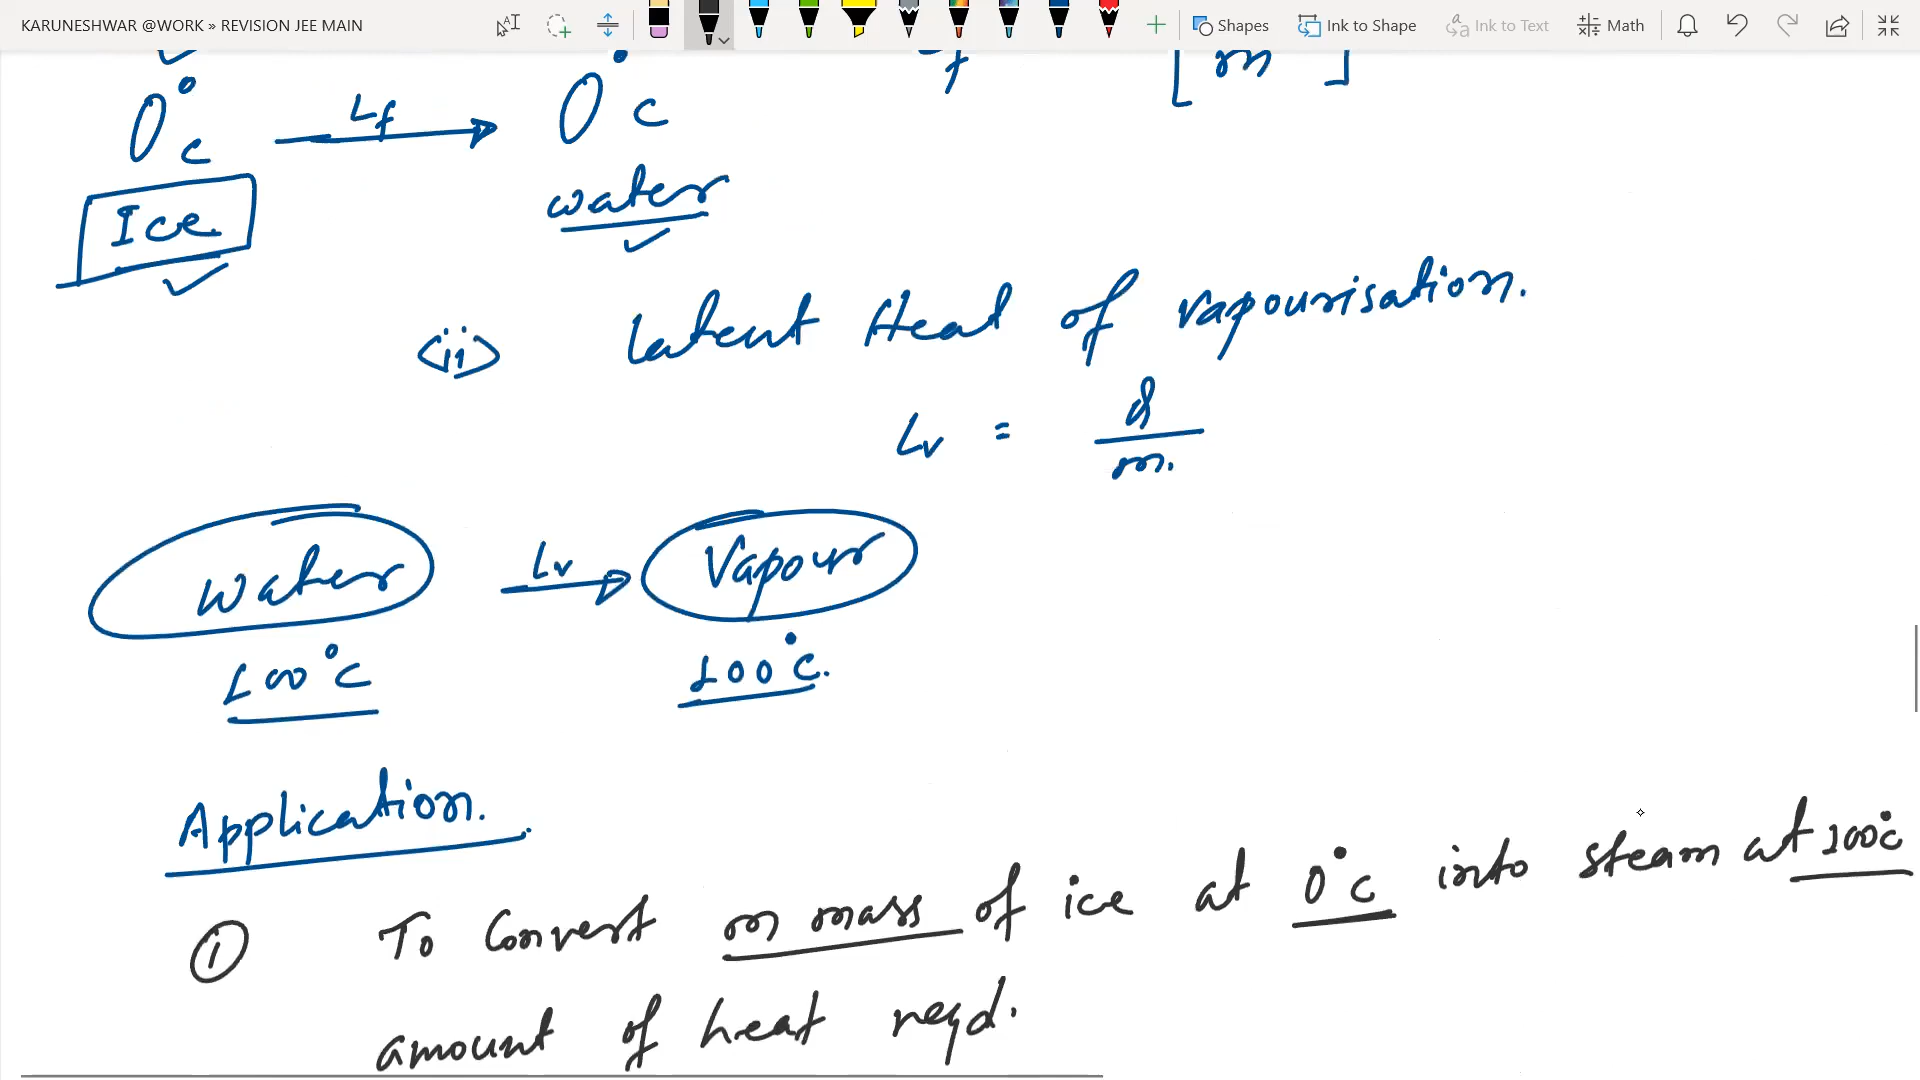 KARUNESHWAR @WORK » REVISION JEE MAIN
Shapes
Ink to Shape
Ink to Text
Math
0°C Lf 0°C
[m]
Ice
water
<ii> Latent Heat of vapourisation.
Lv = Q/m.
Water Lv Vapour
100°C 100°C.
Application.
① To Convert m mass of ice at 0°C into steam at 100°C
amount of heat reqd.